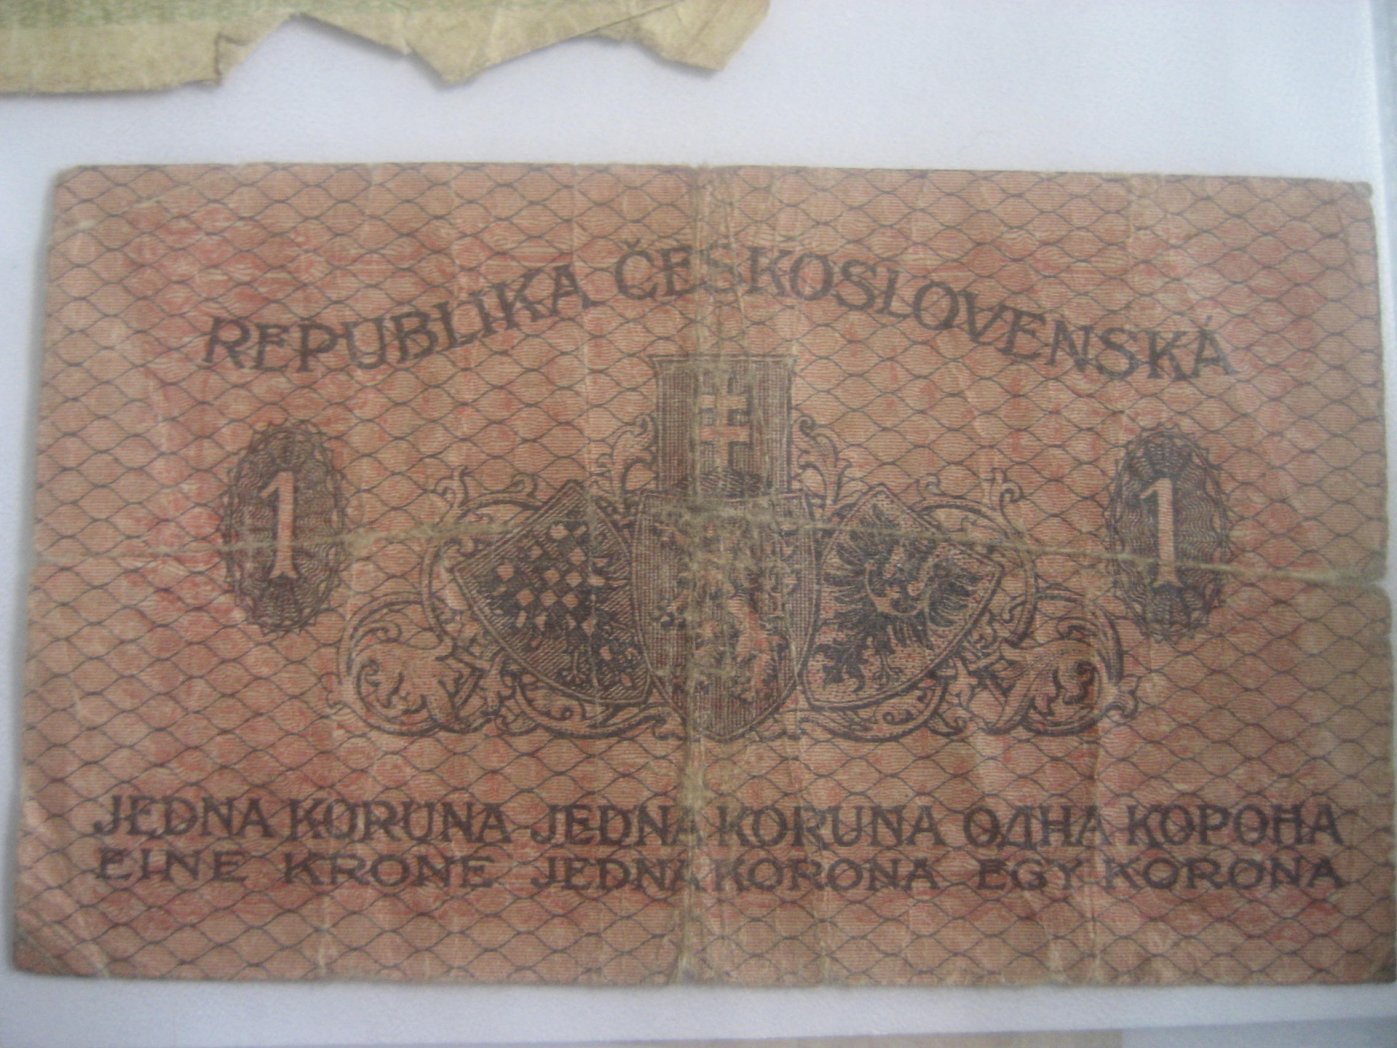 REPUBLIKA ČESKOSLOVENSKÁ
1 1
JEDNA KORUNA JEDNA KORUNA ОДНА КОРОНА
EINE KRONE JEDNA KORONA EGY KORONA